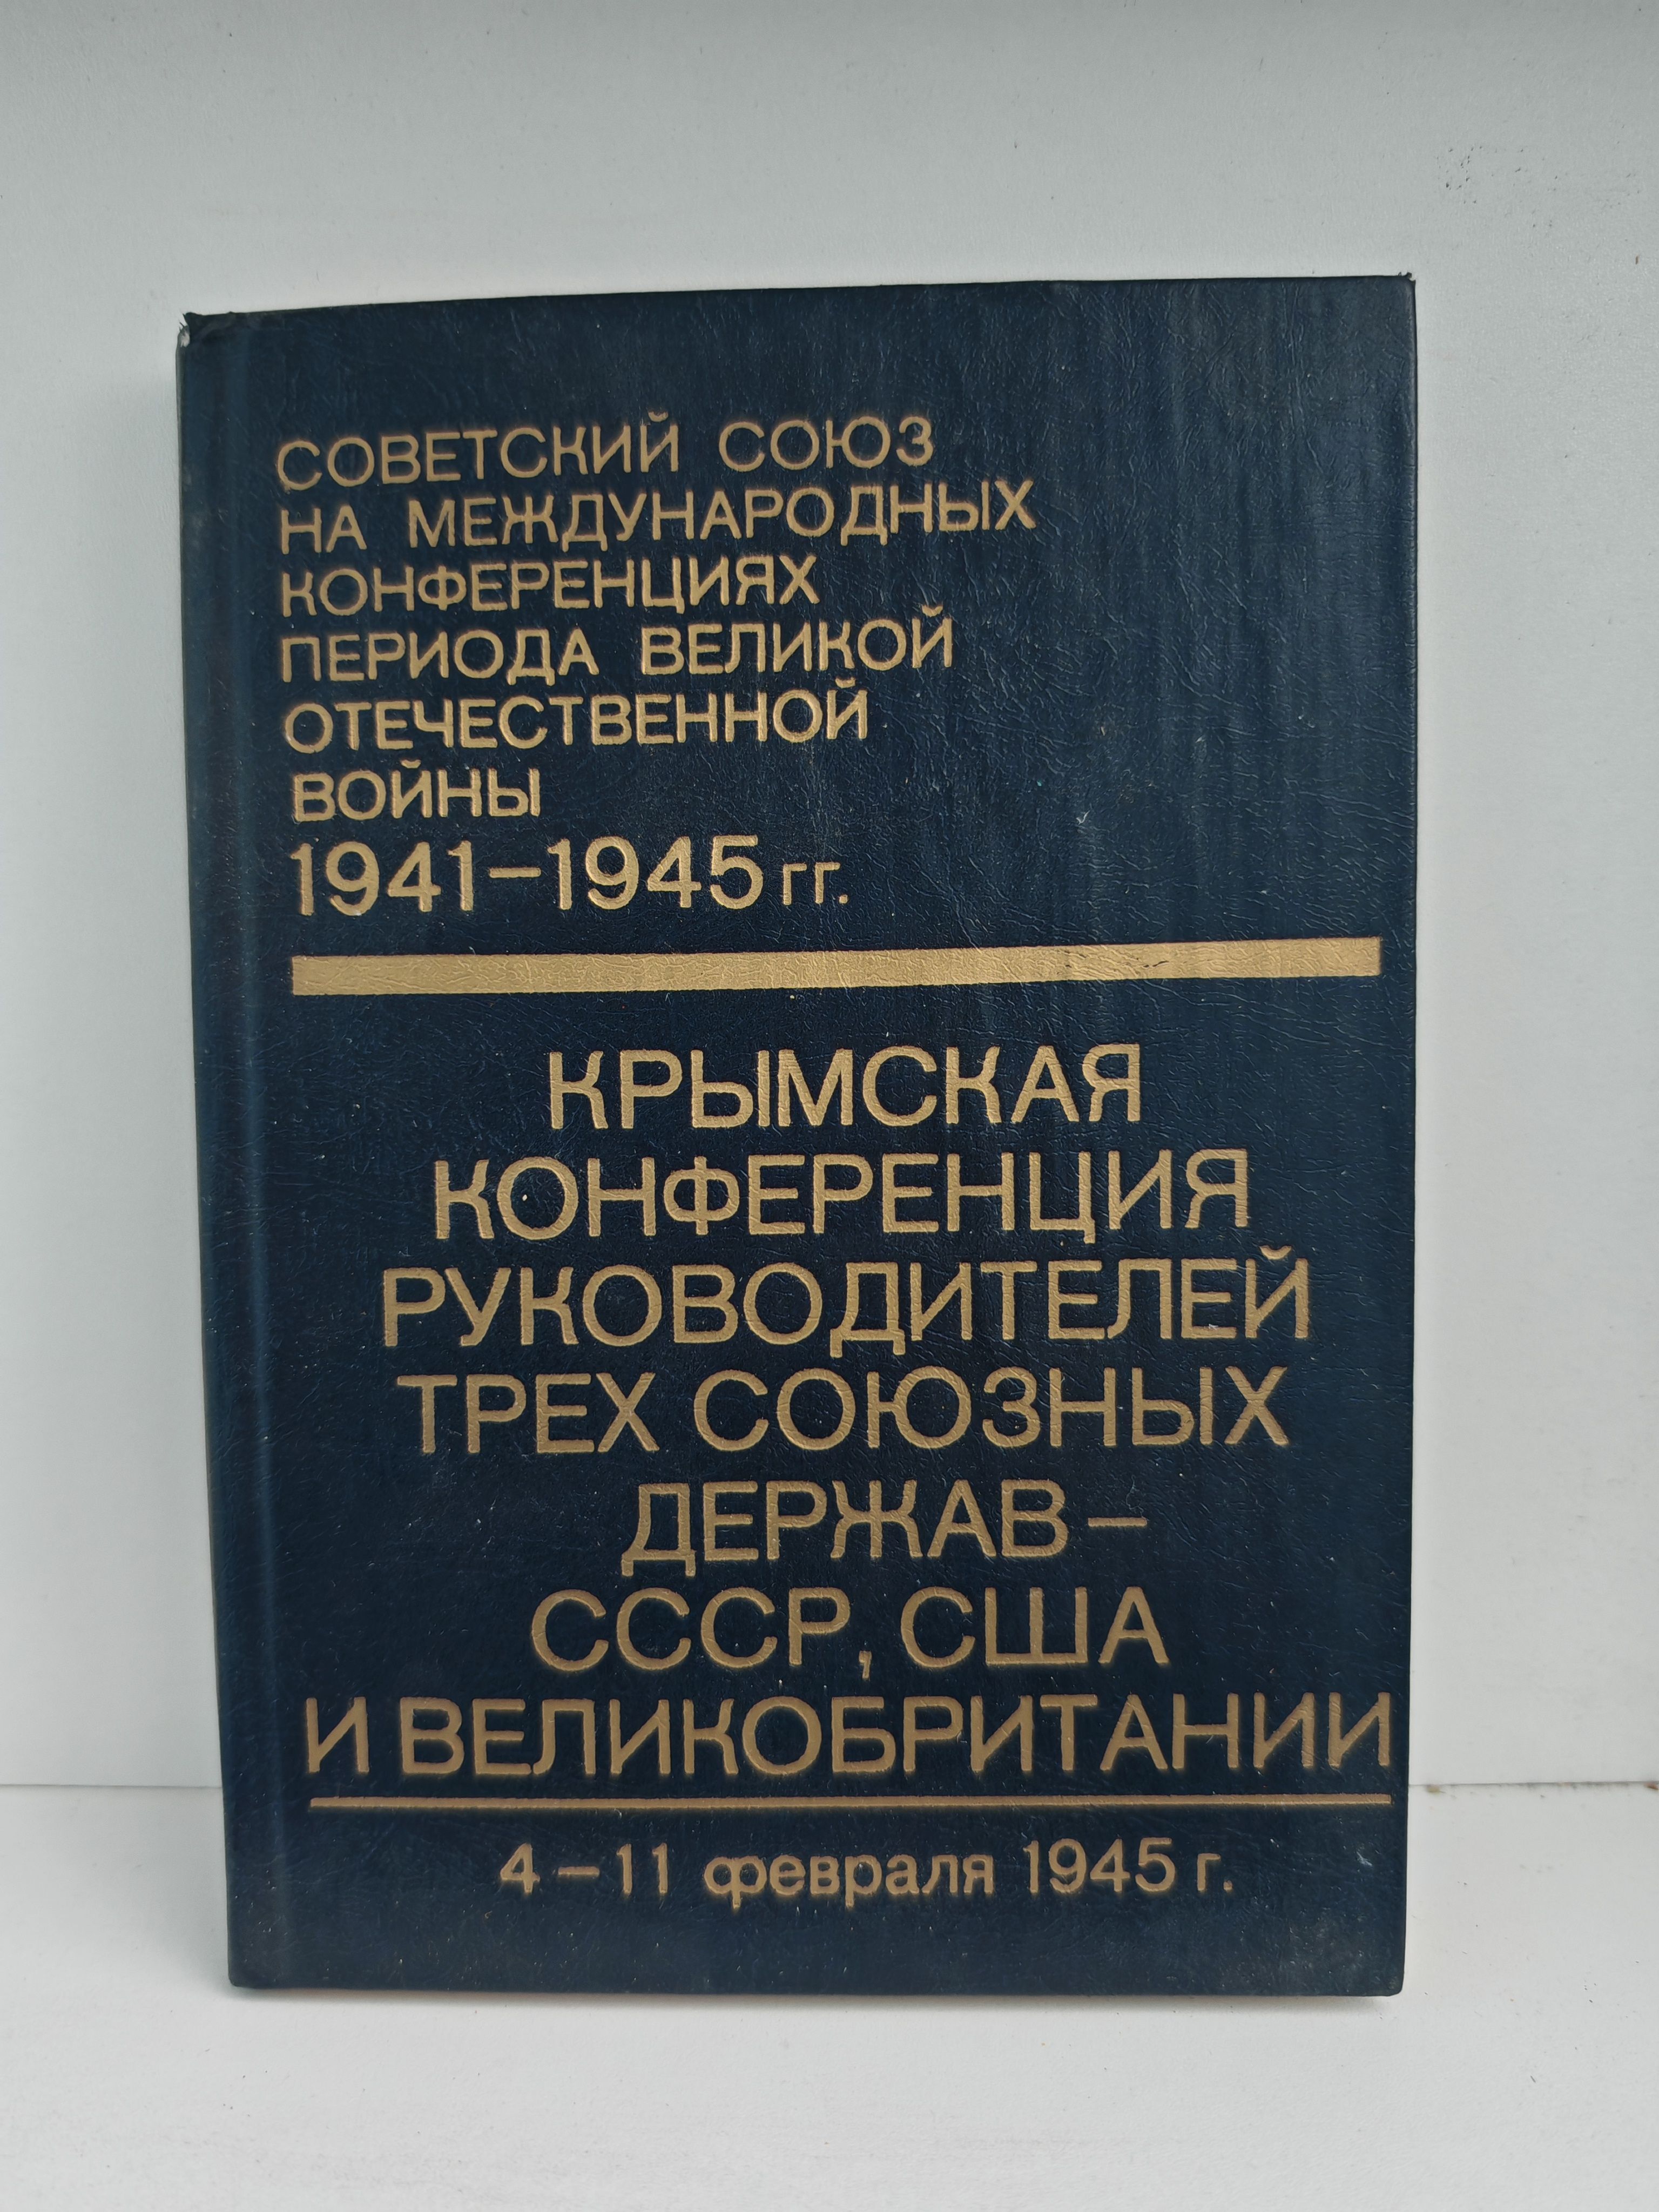 СОВЕТСКИЙ СОЮЗ
НА МЕЖДУНАРОДНЫХ
КОНФЕРЕНЦИЯХ
ПЕРИОДА ВЕЛИКОЙ
ОТЕЧЕСТВЕННОЙ
ВОЙНЫ
1941–1945 гг.
КРЫМСКАЯ
КОНФЕРЕНЦИЯ
РУКОВОДИТЕЛЕЙ
ТРЕХ СОЮЗНЫХ
ДЕРЖАВ –
СССР, США
И ВЕЛИКОБРИТАНИИ
4 – 11 февраля 1945 г.